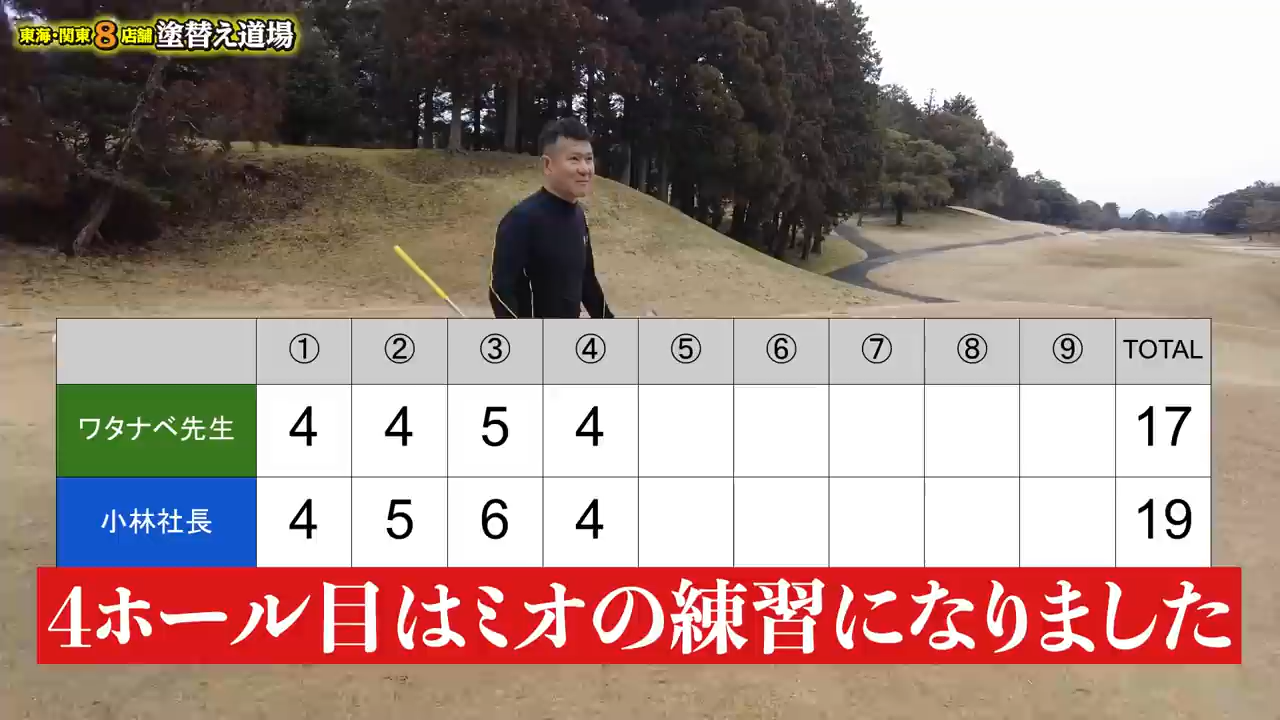 東海・関東8店舗塗替え道場
① ② ③ ④ ⑤ ⑥ ⑦ ⑧ ⑨ TOTAL
ワタナベ先生 4 4 5 4 17
小林社長 4 5 6 4 19
4ホール目はミオの練習になりました